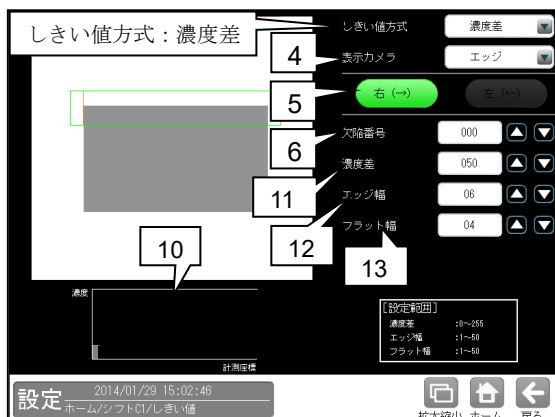 しきい値方式：濃度差
しきい値方式
濃度差
4
表示カメラ
エッジ
5
右 (→)
左 (←)
6
欠陥番号
000
濃度差
050
11
エッジ幅
06
12
フラット幅
04
10
13
濃度
計測座標
[設定範囲]
濃度差 :0～255
エッジ幅 :1～50
フラット幅 :1～50
設定
2014/01/29 15:02:46
ホーム/シフトC1/しきい値
拡大縮小 ホーム 戻る